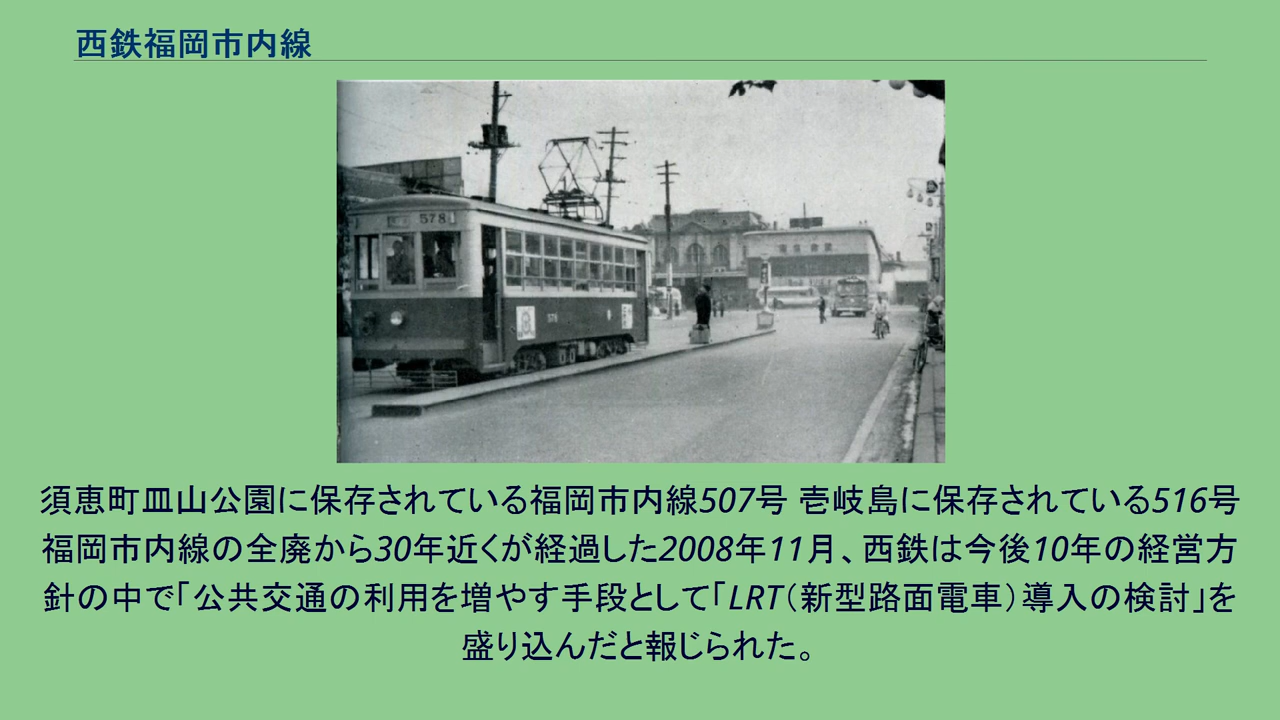 西鉄福岡市内線
578
578
須恵町皿山公園に保存されている福岡市内線507号 壱岐島に保存されている516号
福岡市内線の全廃から30年近くが経過した2008年11月、西鉄は今後10年の経営方
針の中で「公共交通の利用を増やす手段として「LRT（新型路面電車）導入の検討」を
盛り込んだと報じられた。